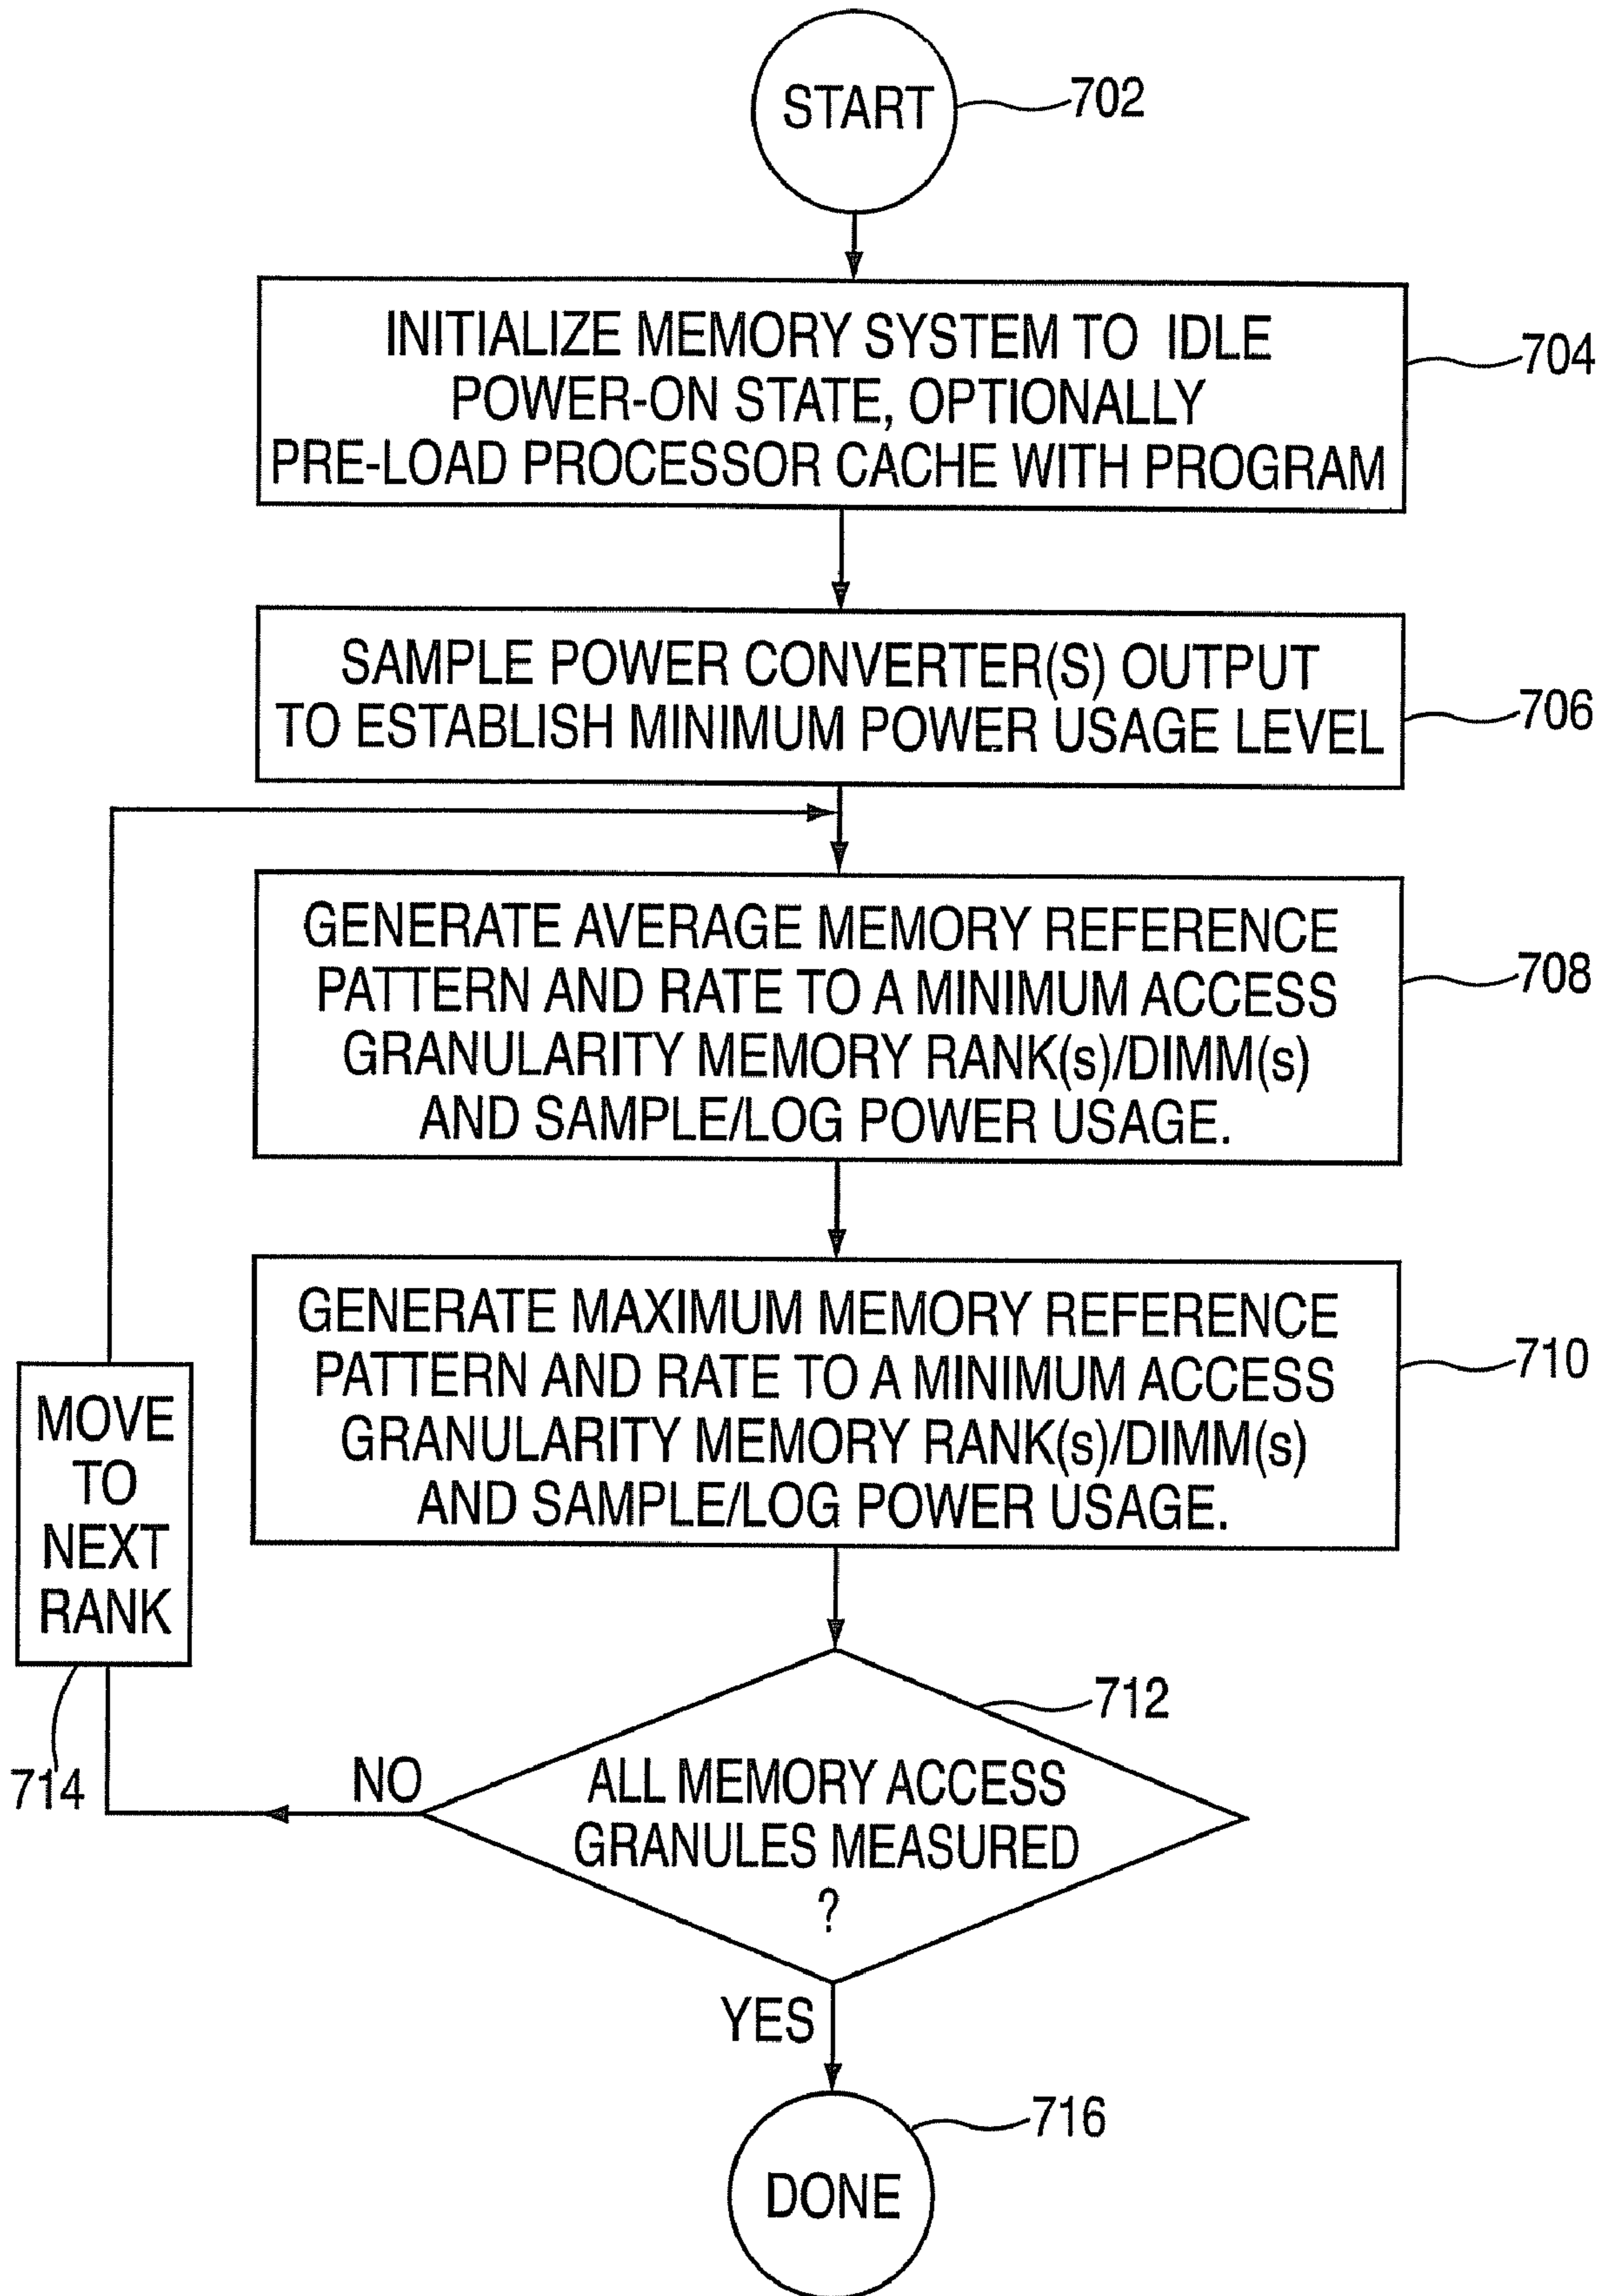 START
702
INITIALIZE MEMORY SYSTEM TO IDLE
POWER-ON STATE, OPTIONALLY
PRE-LOAD PROCESSOR CACHE WITH PROGRAM
704
SAMPLE POWER CONVERTER(S) OUTPUT
TO ESTABLISH MINIMUM POWER USAGE LEVEL
706
GENERATE AVERAGE MEMORY REFERENCE
PATTERN AND RATE TO A MINIMUM ACCESS
GRANULARITY MEMORY RANK(s)/DIMM(s)
AND SAMPLE/LOG POWER USAGE.
708
GENERATE MAXIMUM MEMORY REFERENCE
PATTERN AND RATE TO A MINIMUM ACCESS
GRANULARITY MEMORY RANK(s)/DIMM(s)
AND SAMPLE/LOG POWER USAGE.
710
MOVE
TO
NEXT
RANK
714
712
NO
ALL MEMORY ACCESS
GRANULES MEASURED
?
YES
716
DONE